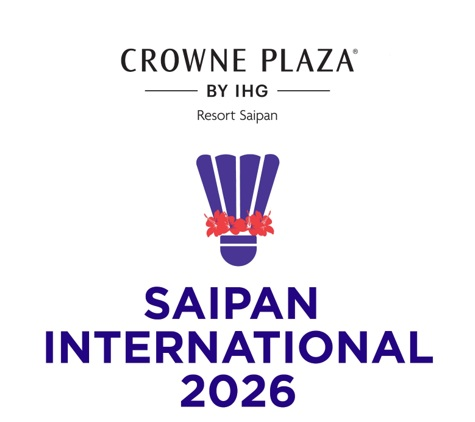 CROWNE PLAZA®
BY IHG
Resort Saipan
SAIPAN
INTERNATIONAL
2026